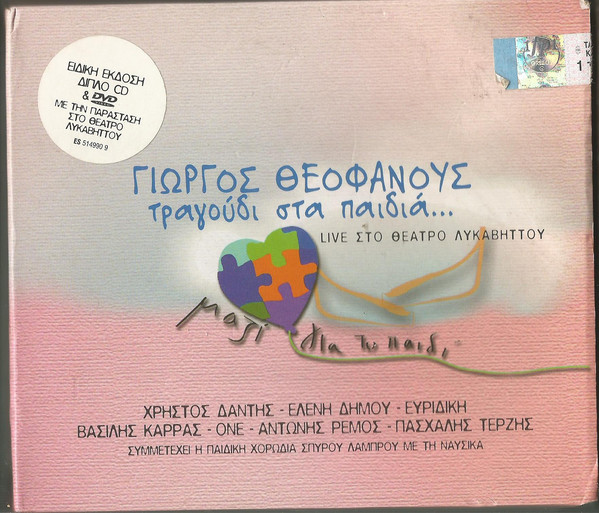 ΕΙΔΙΚΗ ΕΚΔΟΣΗ
ΔΙΠΛΟ CD
& DVD
ΜΕ ΤΗΝ ΠΑΡΑΣΤΑΣΗ
ΣΤΟ ΘΕΑΤΡΟ
ΛΥΚΑΒΗΤΤΟΥ
ES 514990 9
ΓΙΩΡΓΟΣ ΘΕΟΦΑΝΟΥΣ
τραγούδι στα παιδιά...
LIVE ΣΤΟ ΘΕΑΤΡΟ ΛΥΚΑΒΗΤΤΟΥ
μαζί για το παιδί
ΧΡΗΣΤΟΣ ΔΑΝΤΗΣ - ΕΛΕΝΗ ΔΗΜΟΥ - ΕΥΡΙΔΙΚΗ
ΒΑΣΙΛΗΣ ΚΑΡΡΑΣ - ONE - ΑΝΤΩΝΗΣ ΡΕΜΟΣ - ΠΑΣΧΑΛΗΣ ΤΕΡΖΗΣ
ΣΥΜΜΕΤΕΧΕΙ Η ΠΑΙΔΙΚΗ ΧΟΡΩΔΙΑ ΣΠΥΡΟΥ ΛΑΜΠΡΟΥ ΜΕ ΤΗ ΝΑΥΣΙΚΑ